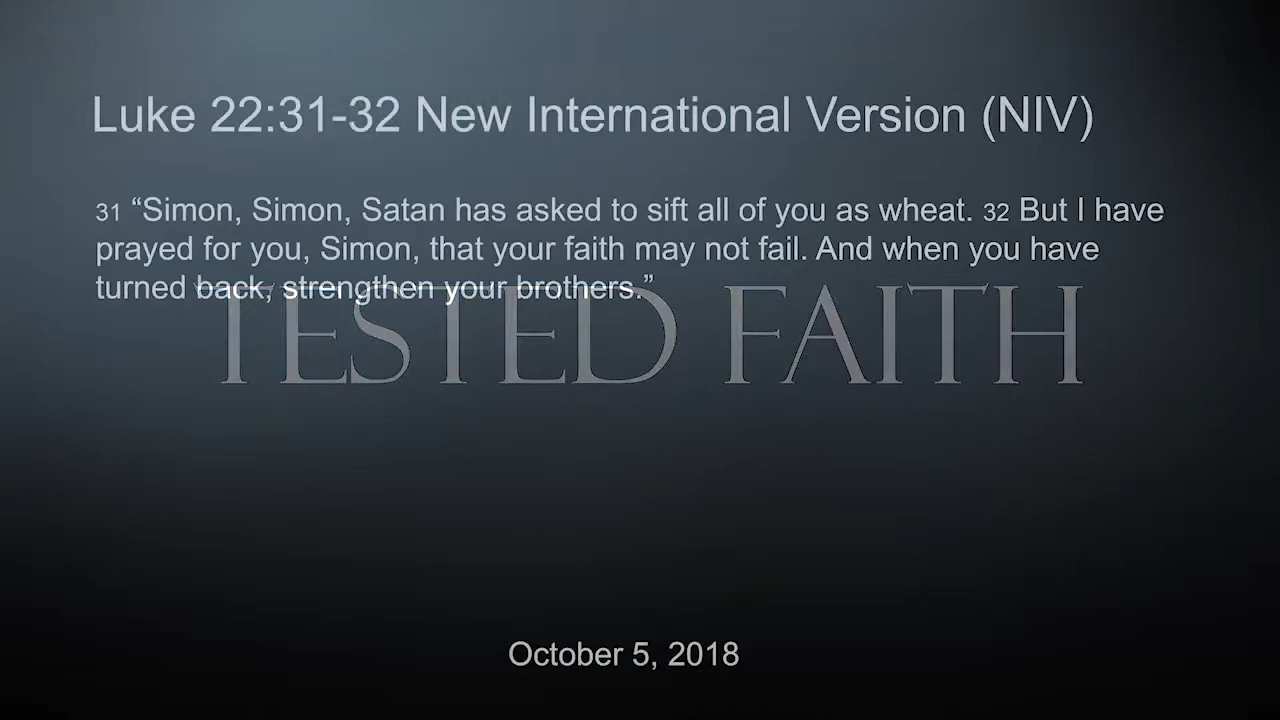 Luke 22:31-32 New International Version (NIV)
31 “Simon, Simon, Satan has asked to sift all of you as wheat. 32 But I have
prayed for you, Simon, that your faith may not fail. And when you have
turned back, strengthen your brothers.”
TESTED FAITH
October 5, 2018